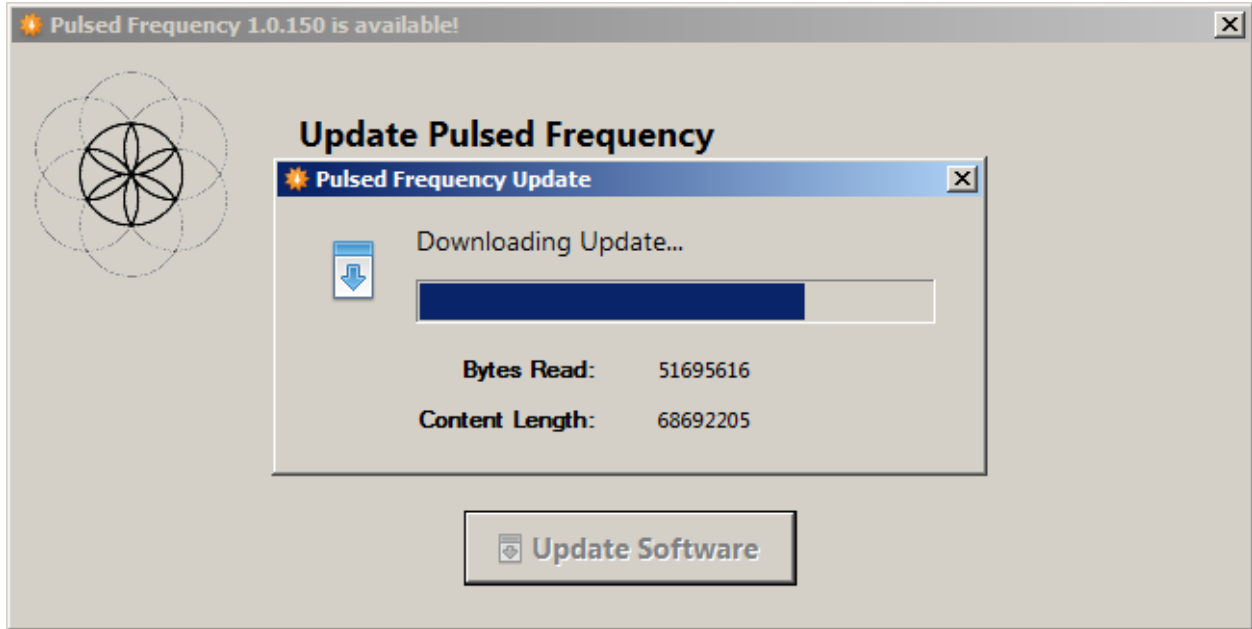 Pulsed Frequency 1.0.150 is available!
Update Pulsed Frequency
Pulsed Frequency Update
Downloading Update...
Bytes Read: 51695616
Content Length: 68692205
Update Software